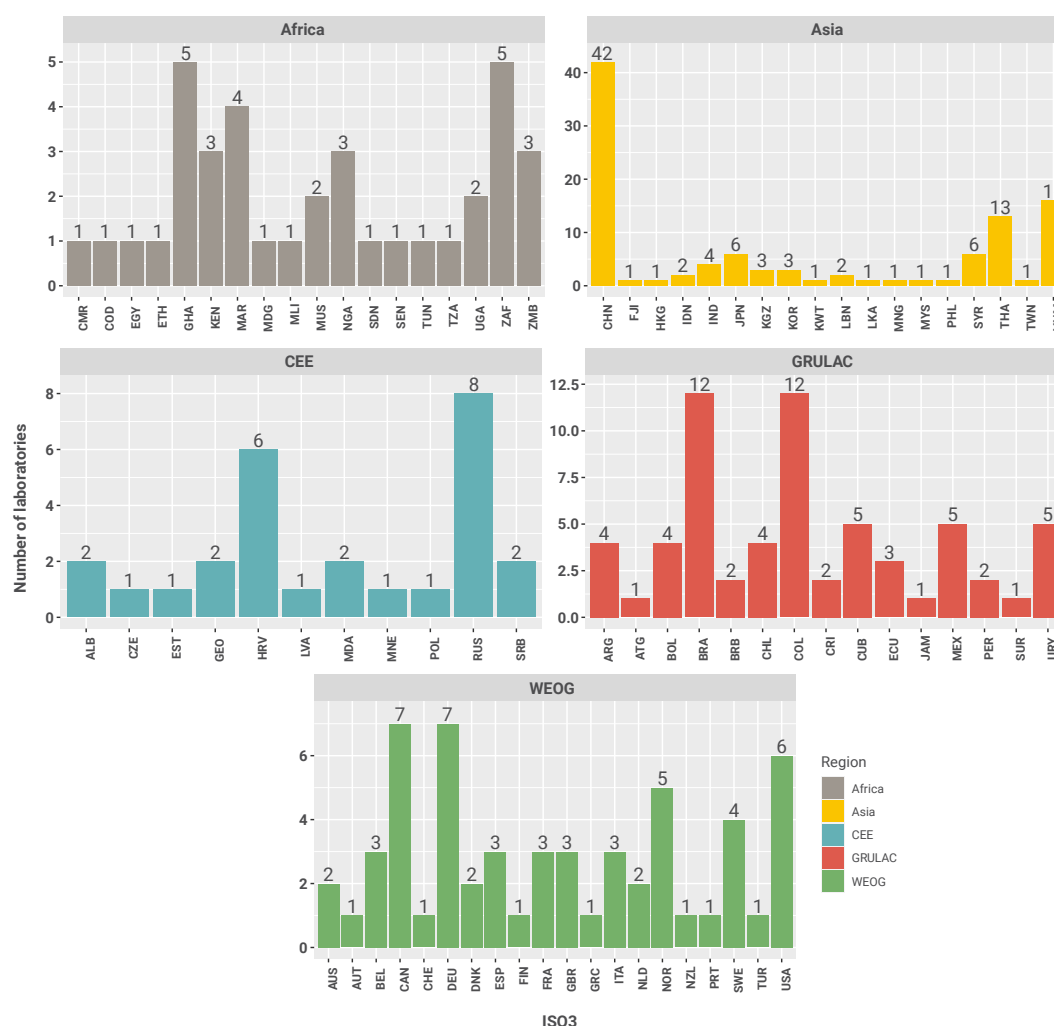 Africa
5
4
3
2
1
0
1 1 1 1 5 3 4 1 1 2 3 1 1 1 1 2 5 3
CMR COD EGY ETH GHA KEN MAR MDG MLI MUS NGA SDN SEN TUN TZA UGA ZAF ZMB
Asia
40
30
20
10
0
42 1 1 2 4 6 3 3 1 2 1 1 1 1 6 13 1
CHN FJI HKG IDN IND JPN KGZ KOR KWT LBN LKA MNG MYS PHL SYR THA TWN
Number of laboratories
CEE
8
6
4
2
0
2 1 1 2 6 1 2 1 1 8 2
ALB CZE EST GEO HRV LVA MDA MNE POL RUS SRB
GRULAC
12.5
10.0
7.5
5.0
2.5
0.0
4 1 4 12 2 4 12 2 5 3 1 5 2 1 5
ARG ATG BOL BRA BRB CHL COL CRI CUB ECU JAM MEX PER SUR URY
WEOG
6
4
2
0
2 1 3 7 1 7 2 3 1 3 3 1 3 2 5 1 1 4 1 6
AUS AUT BEL CAN CHE DEU DNK ESP FIN FRA GBR GRC ITA NLD NOR NZL PRT SWE TUR USA
ISO3
Region
Africa
Asia
CEE
GRULAC
WEOG